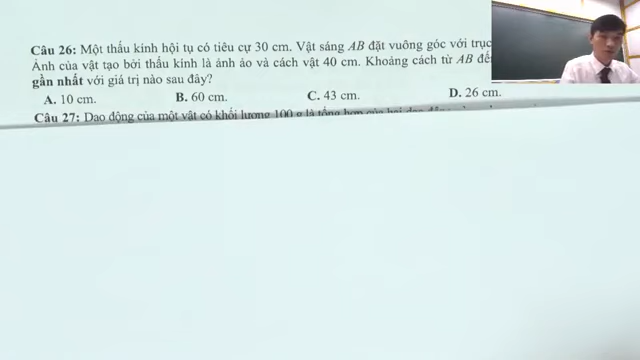 Câu 26: Một thấu kính hội tụ có tiêu cự 30 cm. Vật sáng AB đặt vuông góc với trục
Ảnh của vật tạo bởi thấu kính là ảnh ảo và cách vật 40 cm. Khoảng cách từ AB
gần nhất với giá trị nào sau đây?
A. 10 cm. B. 60 cm. C. 43 cm. D. 26 cm.
Câu 27: Dao động của một vật có khối lượng 100 g là tổng hợp của hai dao động